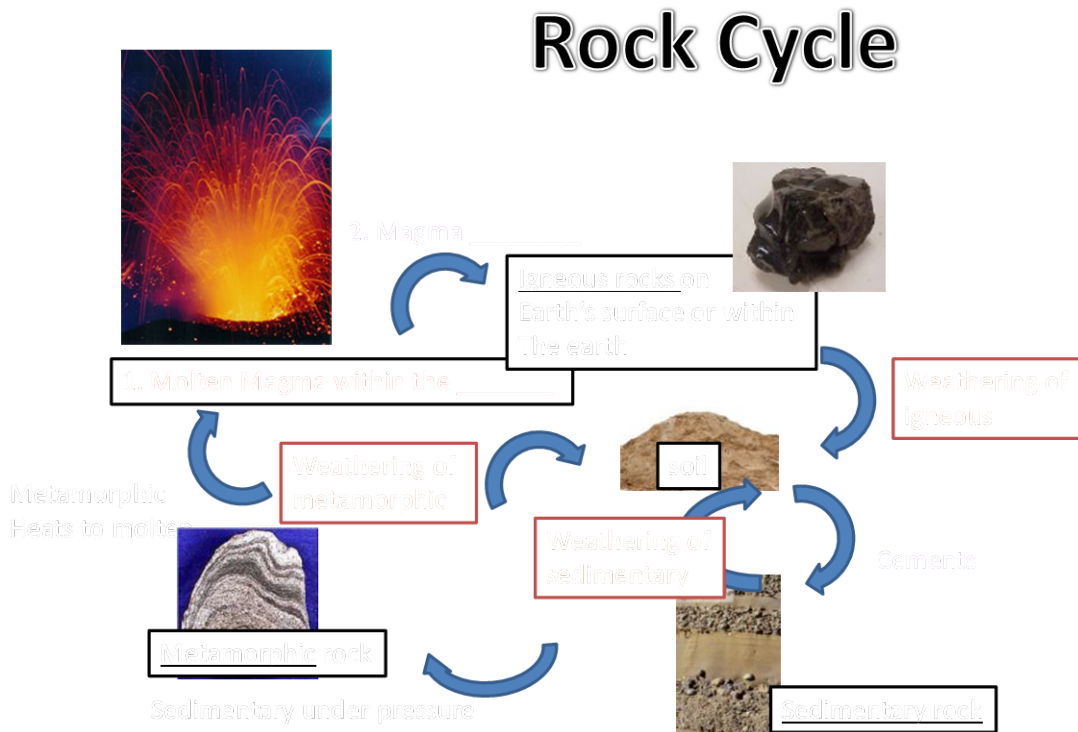 Rock Cycle
2. Magma ________
Igneous rocks on
Earth's surface or within
The earth
1. Molten Magma within the ________
Weathering of
igneous
Weathering of
metamorphic
soil
Metamorphic
Heats to molten
Weathering of
sedimentary
Cements
Metamorphic rock
Sedimentary under pressure
Sedimentary rock